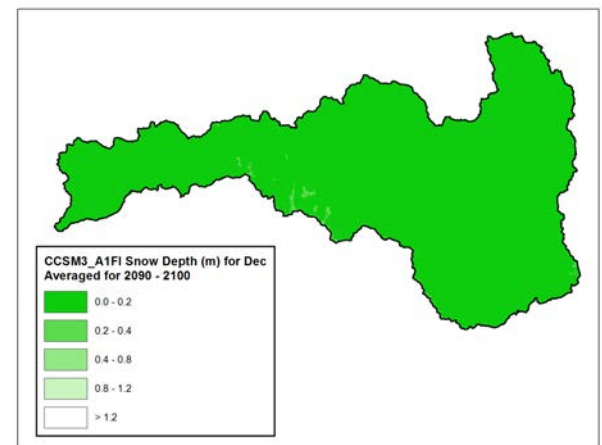 CCSM3_A1FI Snow Depth (m) for Dec
Averaged for 2090 - 2100
0.0 - 0.2
0.2 - 0.4
0.4 - 0.8
0.8 - 1.2
> 1.2